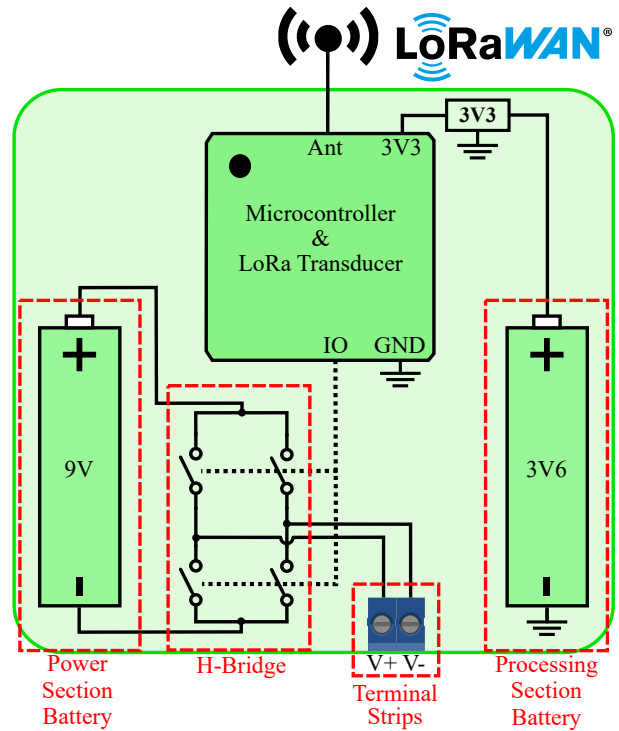 LoRaWAN®
3V3
Ant 3V3
Microcontroller
&
LoRa Transducer
IO GND
9V
3V6
V+ V-
Power
Section
Battery
H-Bridge
Terminal
Strips
Processing
Section
Battery